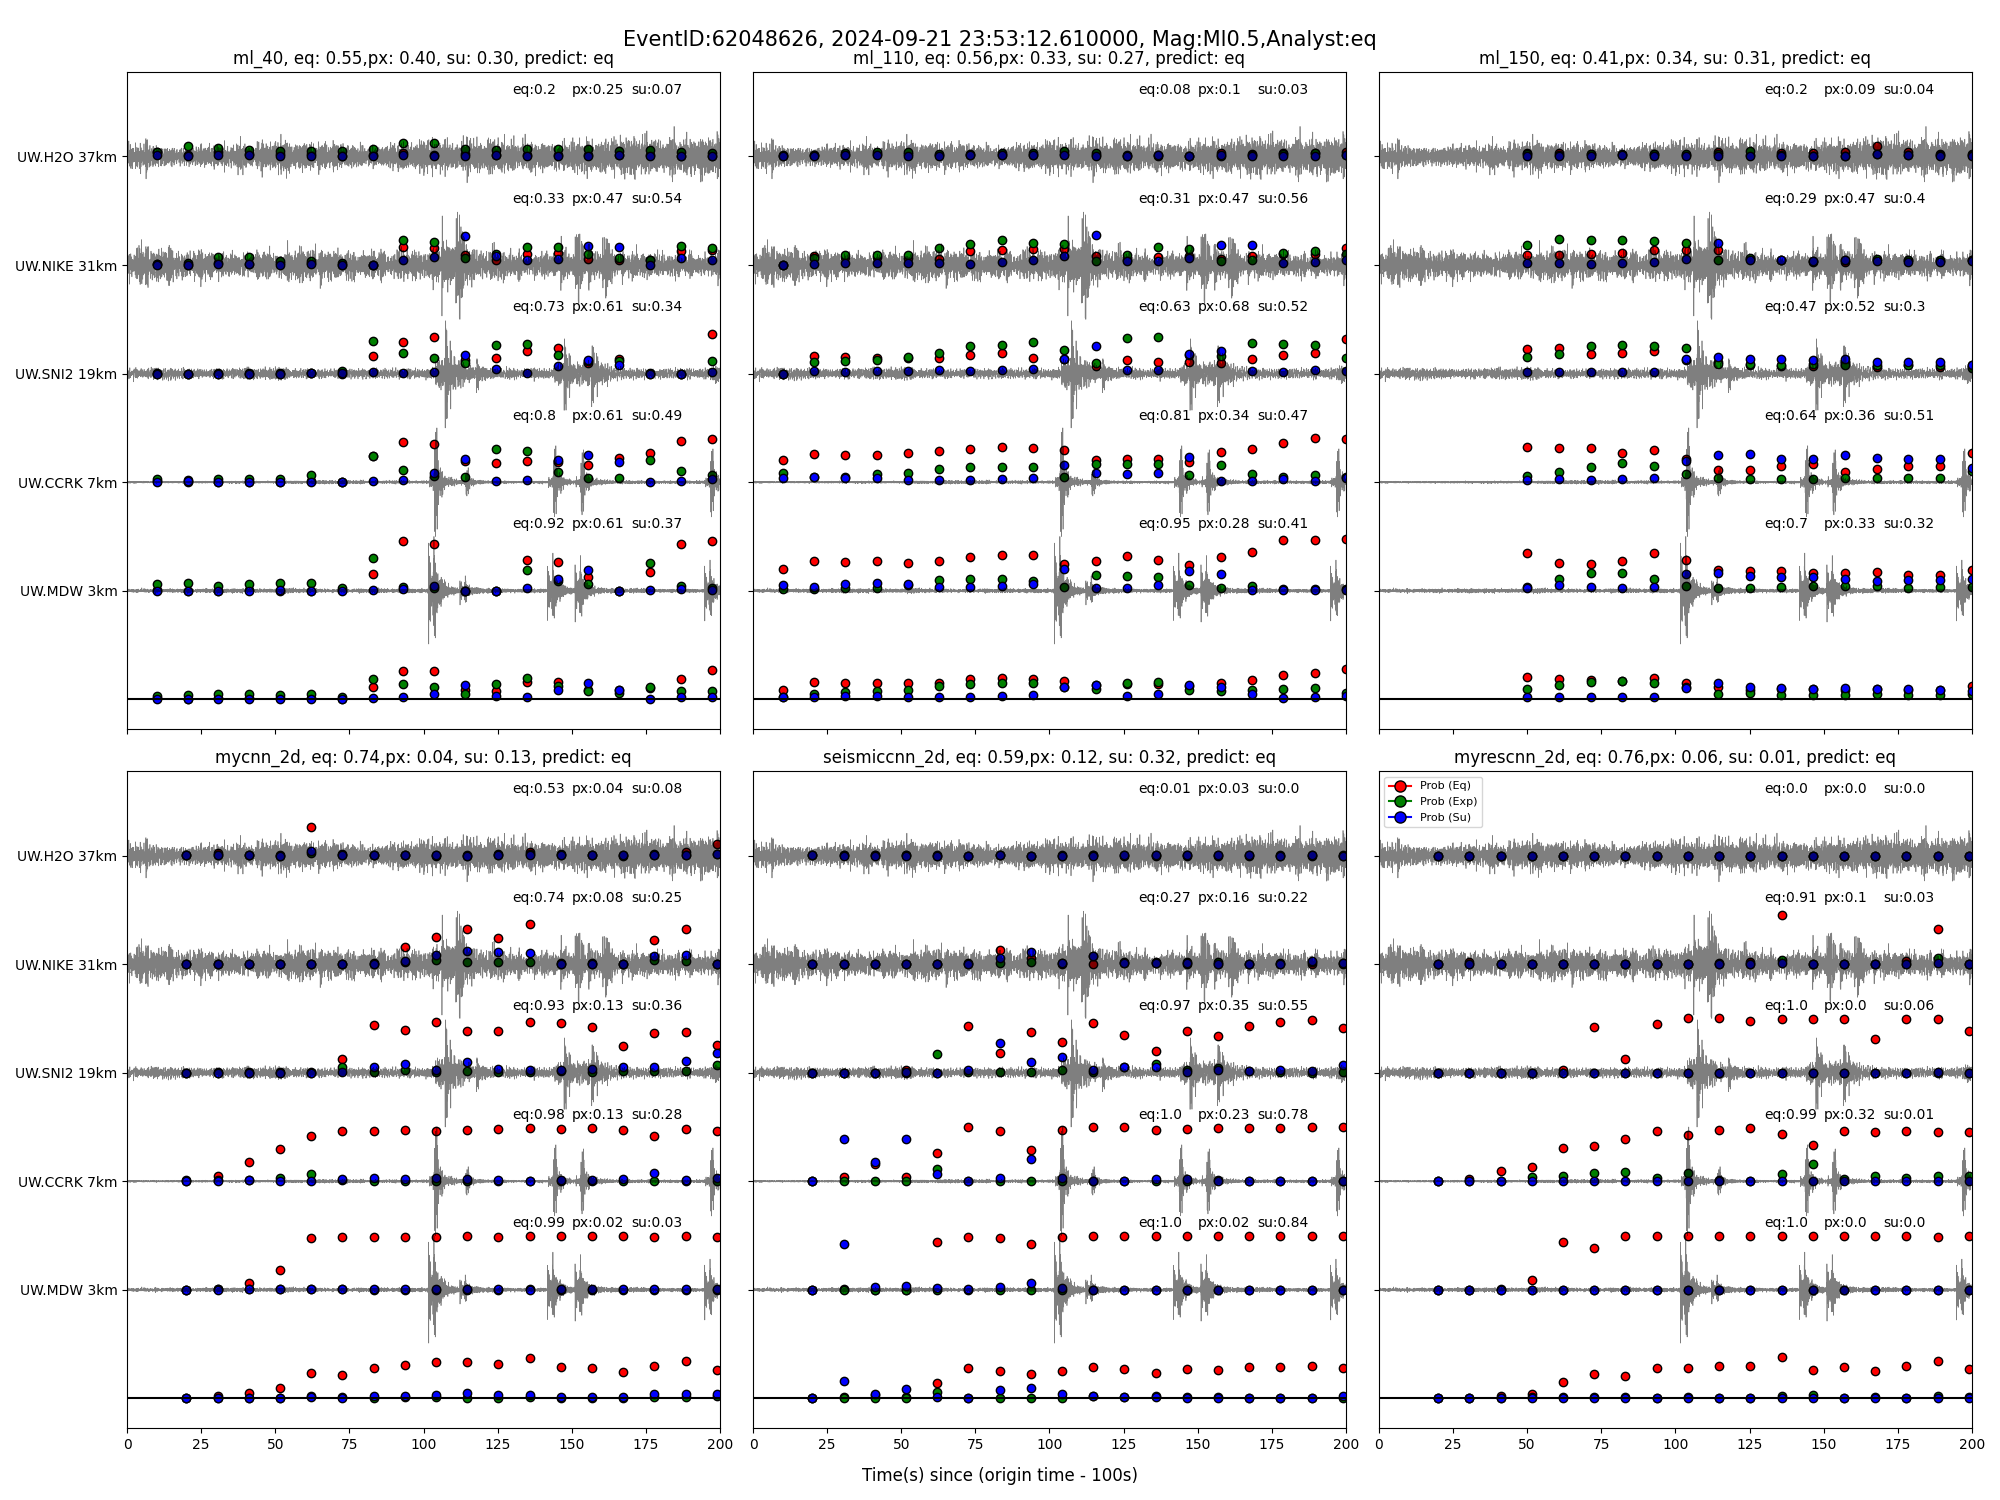 EventID:62048626, 2024-09-21 23:53:12.610000, Mag:Ml0.5,Analyst:eq
ml_40, eq: 0.55,px: 0.40, su: 0.30, predict: eq
eq:0.2 px:0.25 su:0.07
UW.H2O 37km
eq:0.33 px:0.47 su:0.54
UW.NIKE 31km
eq:0.73 px:0.61 su:0.34
UW.SNI2 19km
eq:0.8 px:0.61 su:0.49
UW.CCRK 7km
eq:0.92 px:0.61 su:0.37
UW.MDW 3km
ml_110, eq: 0.56,px: 0.33, su: 0.27, predict: eq
eq:0.08 px:0.1 su:0.03
eq:0.31 px:0.47 su:0.56
eq:0.63 px:0.68 su:0.52
eq:0.81 px:0.34 su:0.47
eq:0.95 px:0.28 su:0.41
ml_150, eq: 0.41,px: 0.34, su: 0.31, predict: eq
eq:0.2 px:0.09 su:0.04
eq:0.29 px:0.47 su:0.4
eq:0.47 px:0.52 su:0.3
eq:0.64 px:0.36 su:0.51
eq:0.7 px:0.33 su:0.32
mycnn_2d, eq: 0.74,px: 0.04, su: 0.13, predict: eq
eq:0.53 px:0.04 su:0.08
UW.H2O 37km
eq:0.74 px:0.08 su:0.25
UW.NIKE 31km
eq:0.93 px:0.13 su:0.36
UW.SNI2 19km
eq:0.98 px:0.13 su:0.28
UW.CCRK 7km
eq:0.99 px:0.02 su:0.03
UW.MDW 3km
0 25 50 75 100 125 150 175 200
seismiccnn_2d, eq: 0.59,px: 0.12, su: 0.32, predict: eq
eq:0.01 px:0.03 su:0.0
eq:0.27 px:0.16 su:0.22
eq:0.97 px:0.35 su:0.55
eq:1.0 px:0.23 su:0.78
eq:1.0 px:0.02 su:0.84
0 25 50 75 100 125 150 175 200
myrescnn_2d, eq: 0.76,px: 0.06, su: 0.01, predict: eq
Prob (Eq)
Prob (Exp)
Prob (Su)
eq:0.0 px:0.0 su:0.0
eq:0.91 px:0.1 su:0.03
eq:1.0 px:0.0 su:0.06
eq:0.99 px:0.32 su:0.01
eq:1.0 px:0.0 su:0.0
0 25 50 75 100 125 150 175 200
Time(s) since (origin time - 100s)